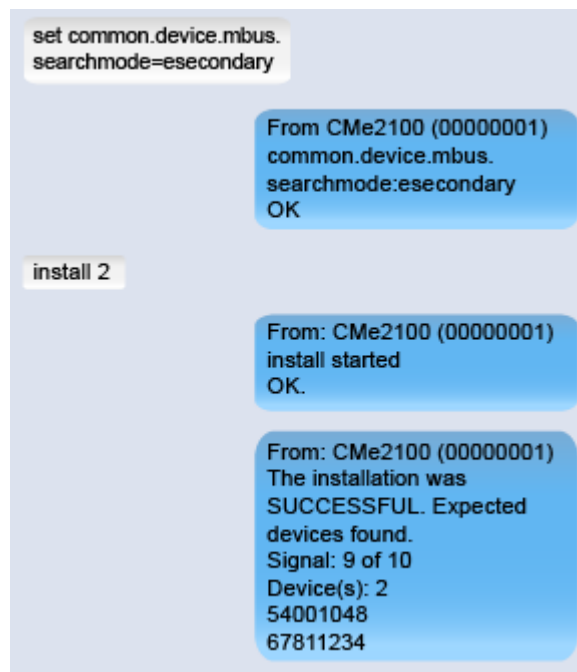 set common.device.mbus.
searchmode=esecondary
From CMe2100 (00000001)
common.device.mbus.
searchmode:esecondary
OK
install 2
From: CMe2100 (00000001)
install started
OK.
From: CMe2100 (00000001)
The installation was
SUCCESSFUL. Expected
devices found.
Signal: 9 of 10
Device(s): 2
54001048
67811234